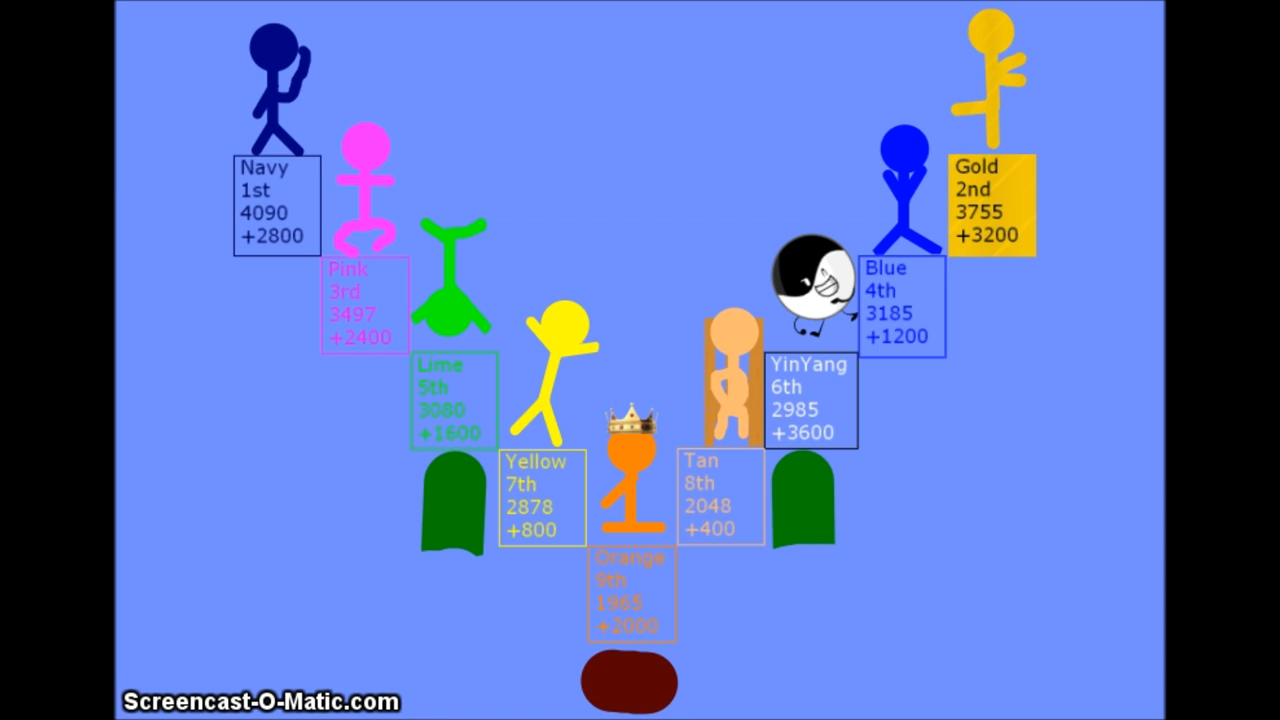 Navy
1st
4090
+2800
Gold
2nd
3755
+3200
Pink
3rd
3497
+2400
Blue
4th
3185
+1200
Lime
5th
3080
+1600
YinYang
6th
2985
+3600
Yellow
7th
2878
+800
Tan
8th
2048
+400
Orange
9th
1965
+2000
Screencast-O-Matic.com